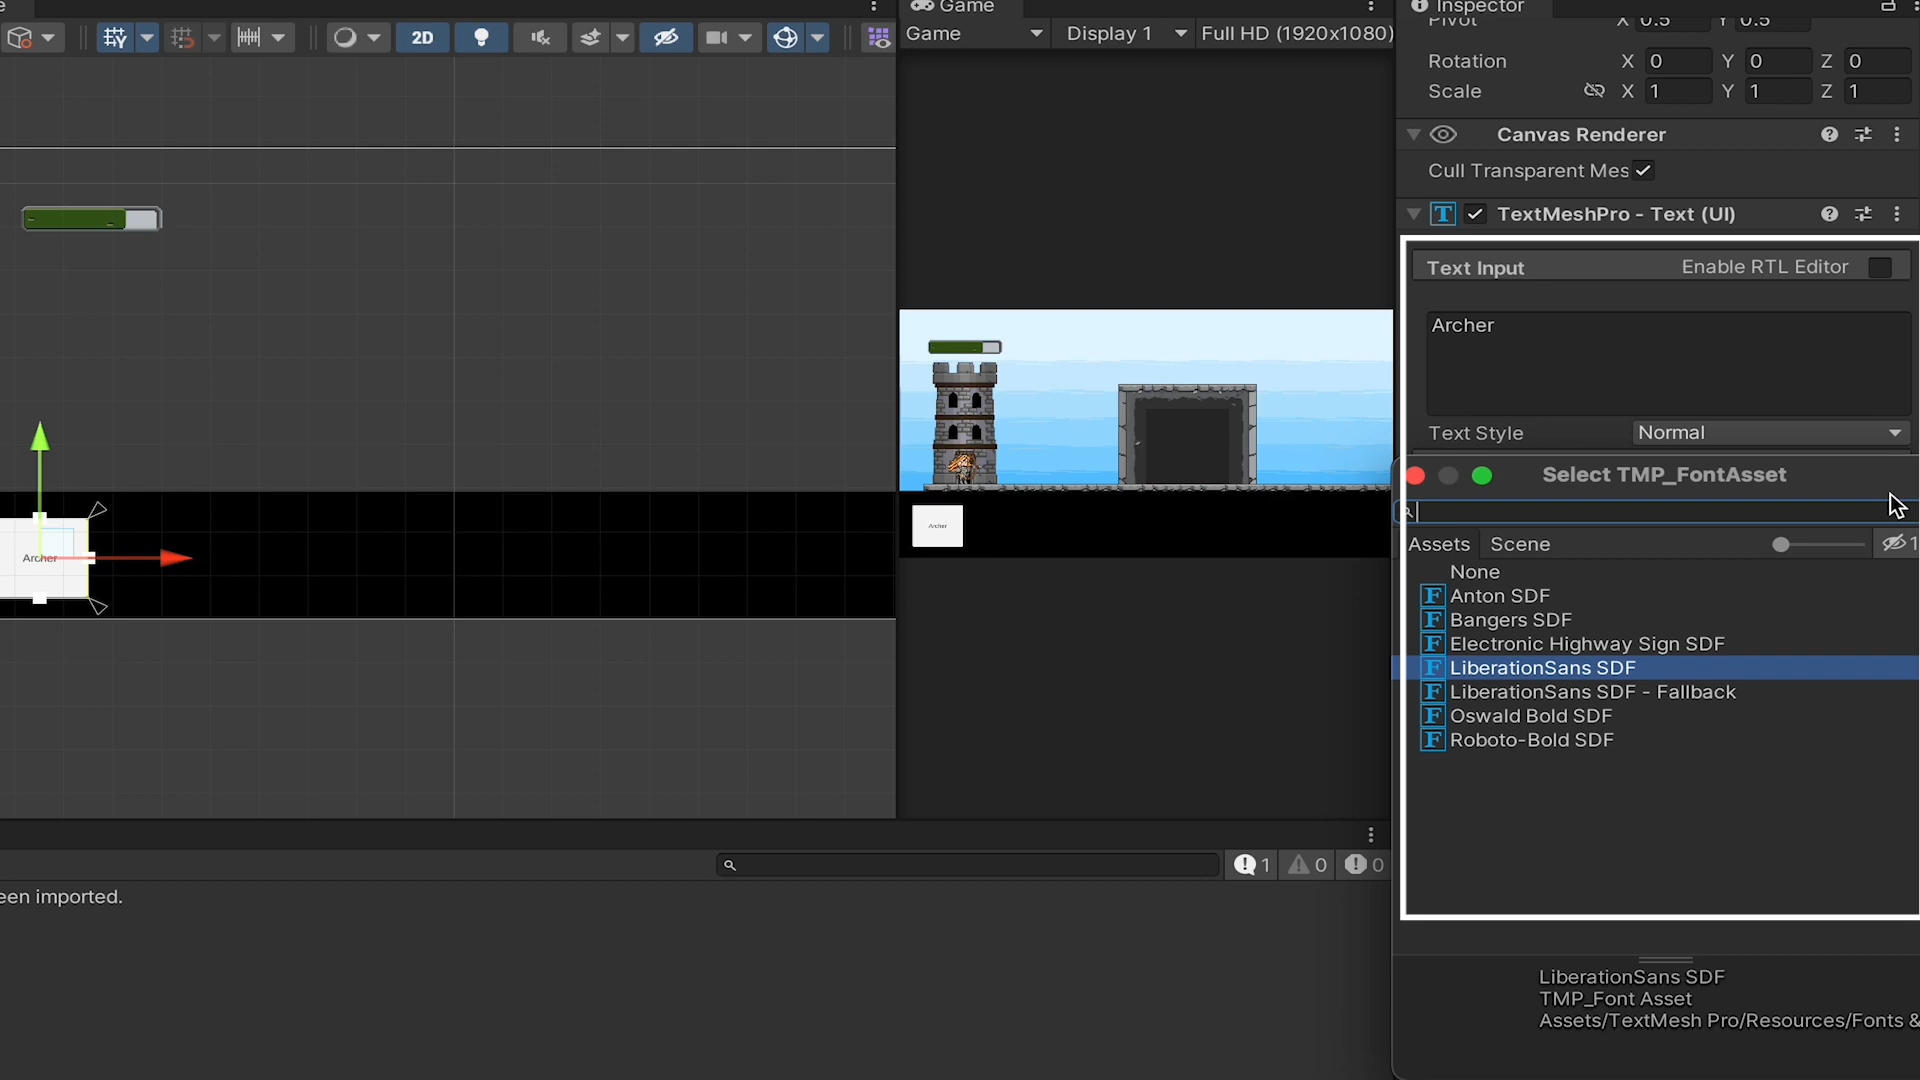 e
2D
Game
Game
Display 1
Full HD (1920x1080)
Inspector
Pivot
X 0.5
Y 0.5
Rotation
X 0
Y 0
Z 0
Scale
X 1
Y 1
Z 1
Canvas Renderer
Cull Transparent Mes
T
TextMeshPro - Text (UI)
Text Input
Enable RTL Editor
Archer
Text Style
Normal
Select TMP_FontAsset
Assets
Scene
1
None
F Anton SDF
F Bangers SDF
F Electronic Highway Sign SDF
F LiberationSans SDF
F LiberationSans SDF - Fallback
F Oswald Bold SDF
F Roboto-Bold SDF
Archer
Archer
1
0
0
een imported.
LiberationSans SDF
TMP_Font Asset
Assets/TextMesh Pro/Resources/Fonts &